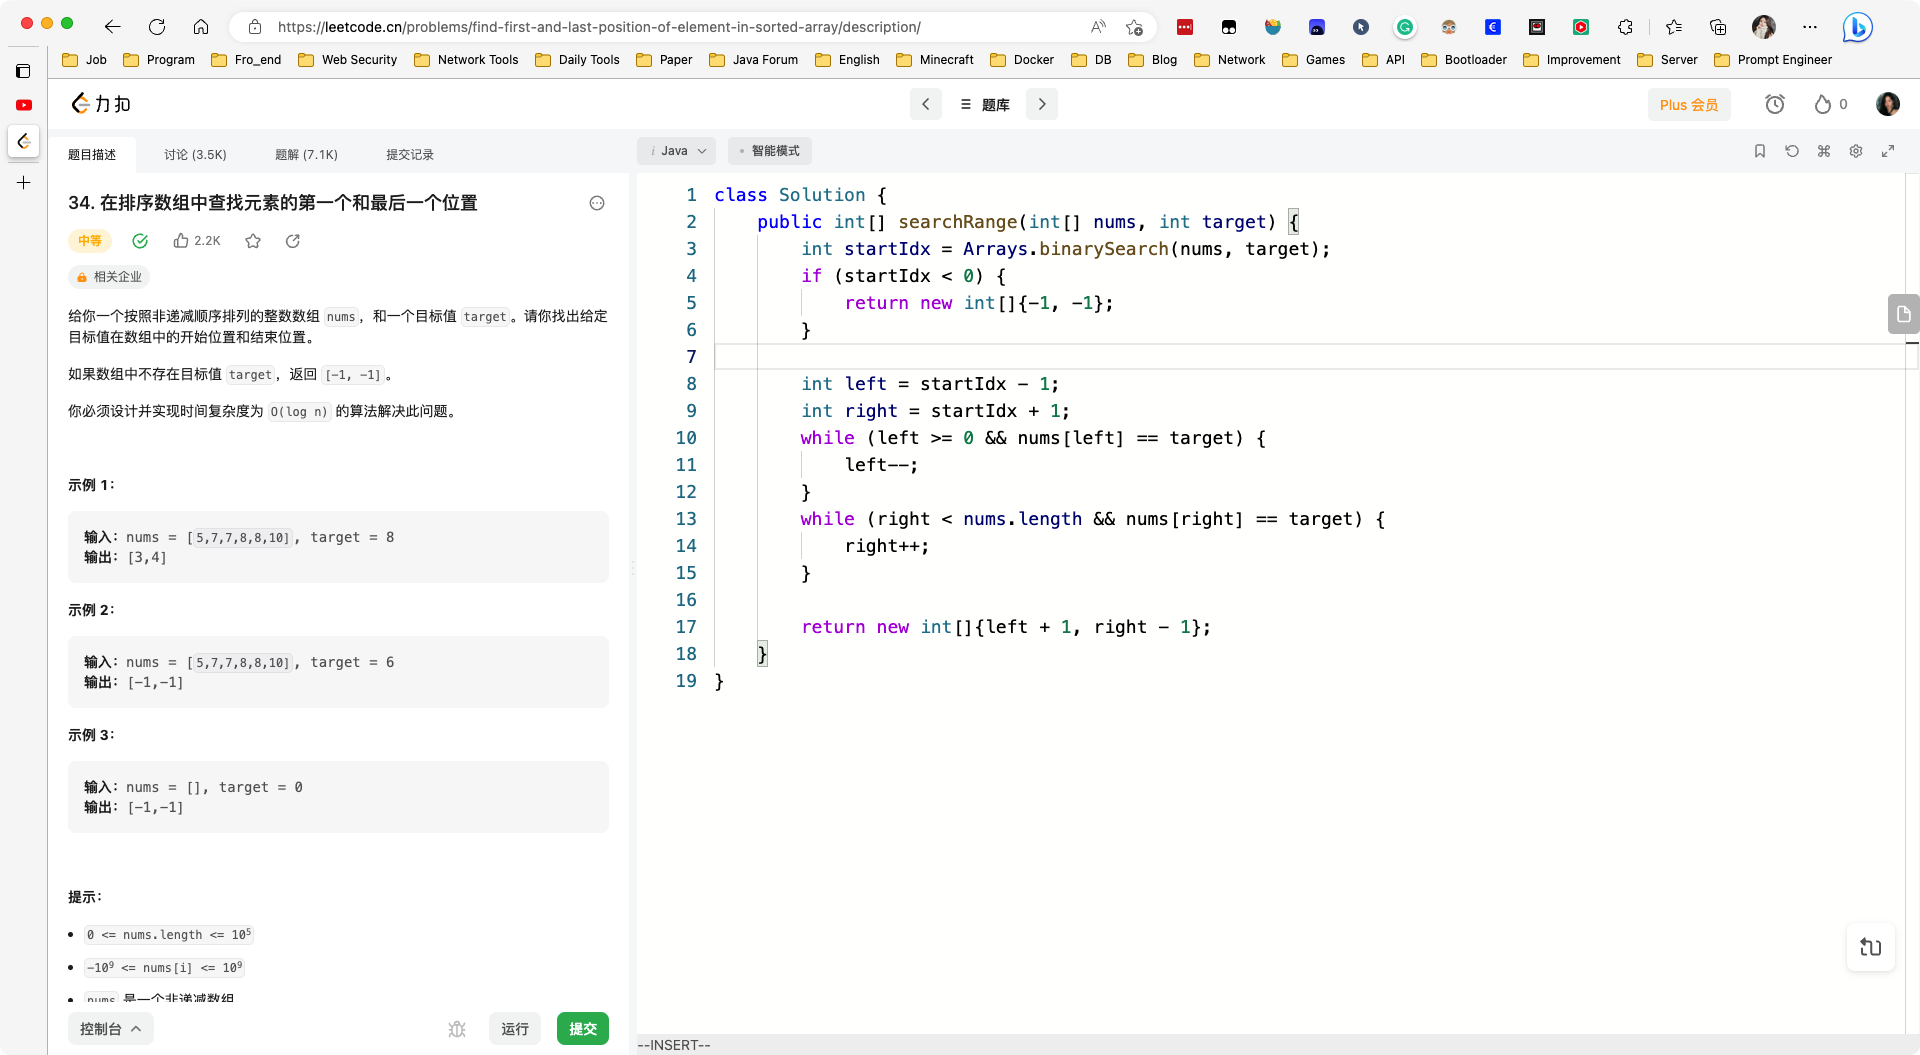 https://leetcode.cn/problems/find-first-and-last-position-of-element-in-sorted-array/description/
Job Program Fro_end Web Security Network Tools Daily Tools Paper Java Forum English Minecraft Docker DB Blog Network Games API Bootloader Improvement Server Prompt Engineer
力扣
题库
Plus 会员
0
题目描述 讨论 (3.5K) 题解 (7.1K) 提交记录
34. 在排序数组中查找元素的第一个和最后一个位置
中等 2.2K
相关企业
给你一个按照非递减顺序排列的整数数组 nums，和一个目标值 target。请你找出给定
目标值在数组中的开始位置和结束位置。
如果数组中不存在目标值 target，返回 [-1, -1]。
你必须设计并实现时间复杂度为 O(log n) 的算法解决此问题。
示例 1：
输入：nums = [5,7,7,8,8,10], target = 8
输出：[3,4]
示例 2：
输入：nums = [5,7,7,8,8,10], target = 6
输出：[-1,-1]
示例 3：
输入：nums = [], target = 0
输出：[-1,-1]
提示：
0 <= nums.length <= 10⁵
-10⁹ <= nums[i] <= 10⁹
nums 是一个非递减数组
控制台 运行 提交
i Java 智能模式
1 class Solution {
2     public int[] searchRange(int[] nums, int target) {
3         int startIdx = Arrays.binarySearch(nums, target);
4         if (startIdx < 0) {
5             return new int[]{-1, -1};
6         }
7
8         int left = startIdx - 1;
9         int right = startIdx + 1;
10         while (left >= 0 && nums[left] == target) {
11             left--;
12         }
13         while (right < nums.length && nums[right] == target) {
14             right++;
15         }
16
17         return new int[]{left + 1, right - 1};
18     }
19 }
--INSERT--